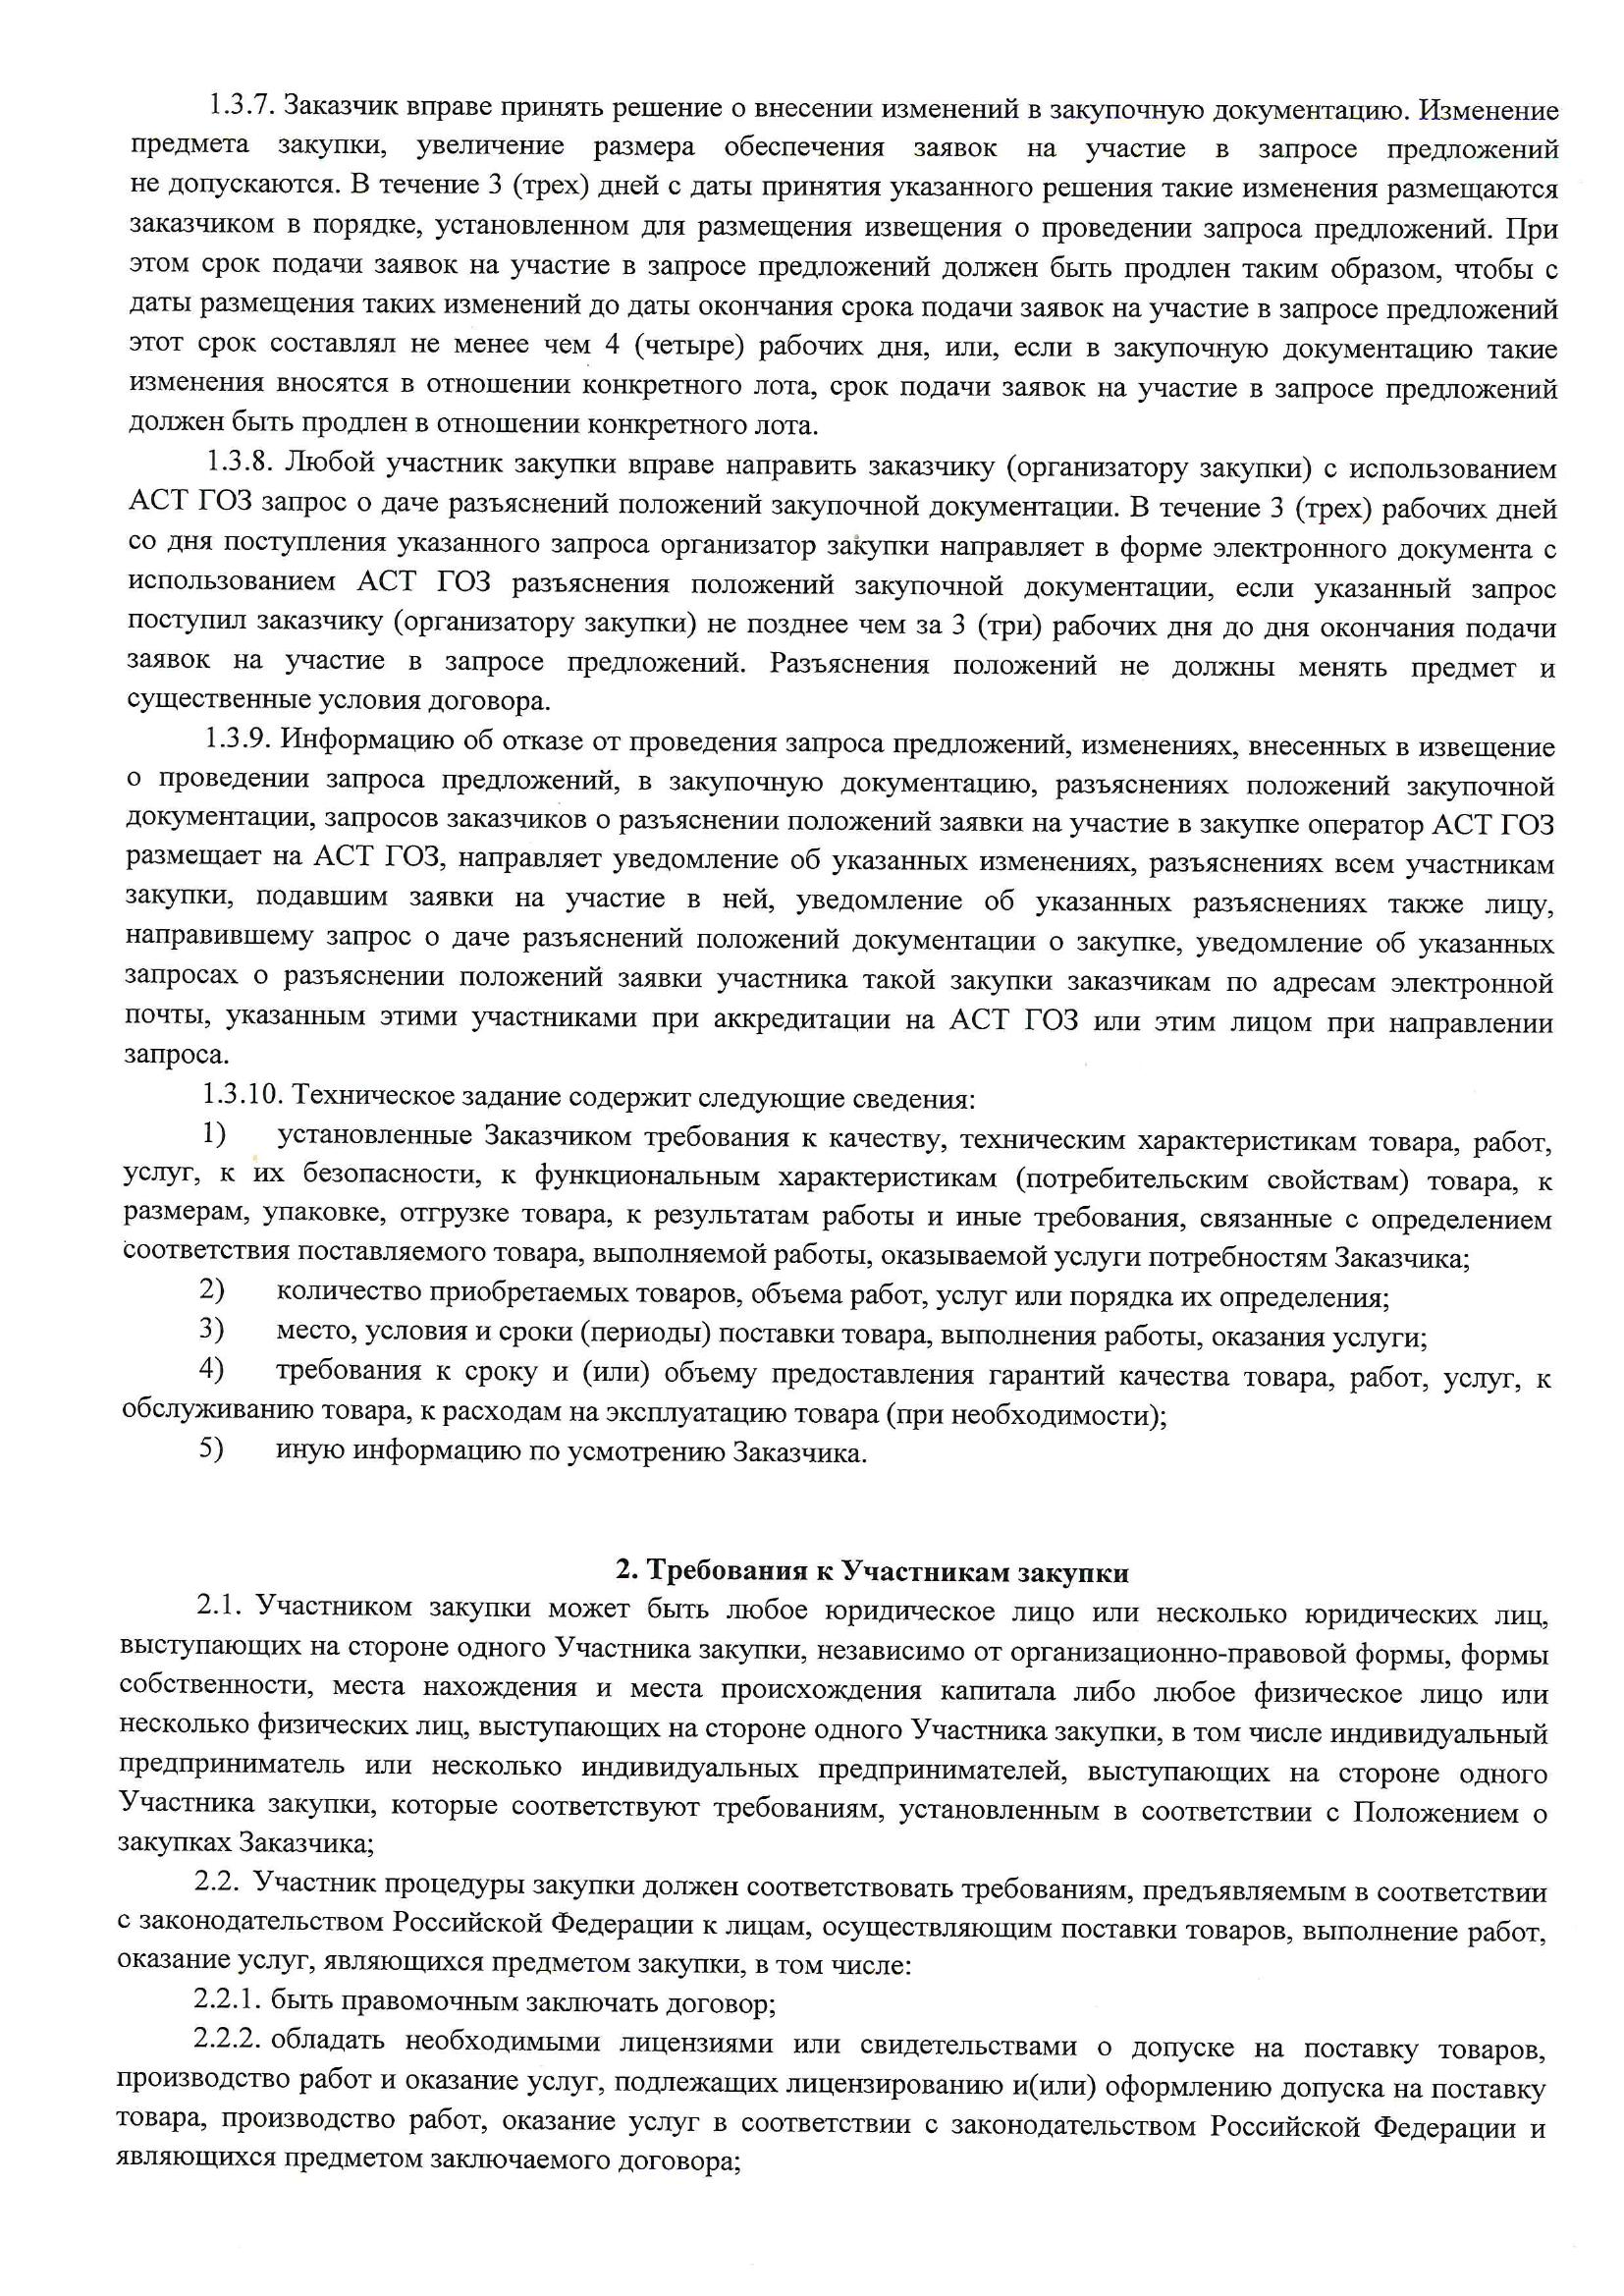 1.3.7. Заказчик вправе принять решение о внесении изменений в закупочную документацию. Изменение
предмета закупки, увеличение размера обеспечения заявок на участие в запросе предложений
не допускаются. В течение 3 (трех) дней с даты принятия указанного решения такие изменения размещаются
заказчиком в порядке, установленном для размещения извещения о проведении запроса предложений. При
этом срок подачи заявок на участие в запросе предложений должен быть продлен таким образом, чтобы с
даты размещения таких изменений до даты окончания срока подачи заявок на участие в запросе предложений
этот срок составлял не менее чем 4 (четыре) рабочих дня, или, если в закупочную документацию такие
изменения вносятся в отношении конкретного лота, срок подачи заявок на участие в запросе предложений
должен быть продлен в отношении конкретного лота.
1.3.8. Любой участник закупки вправе направить заказчику (организатору закупки) с использованием
АСТ ГОЗ запрос о даче разъяснений положений закупочной документации. В течение 3 (трех) рабочих дней
со дня поступления указанного запроса организатор закупки направляет в форме электронного документа с
использованием АСТ ГОЗ разъяснения положений закупочной документации, если указанный запрос
поступил заказчику (организатору закупки) не позднее чем за 3 (три) рабочих дня до дня окончания подачи
заявок на участие в запросе предложений. Разъяснения положений не должны менять предмет и
существенные условия договора.
1.3.9. Информацию об отказе от проведения запроса предложений, изменениях, внесенных в извещение
о проведении запроса предложений, в закупочную документацию, разъяснениях положений закупочной
документации, запросов заказчиков о разъяснении положений заявки на участие в закупке оператор АСТ ГОЗ
размещает на АСТ ГОЗ, направляет уведомление об указанных изменениях, разъяснениях всем участникам
закупки, подавшим заявки на участие в ней, уведомление об указанных разъяснениях также лицу,
направившему запрос о даче разъяснений положений документации о закупке, уведомление об указанных
запросах о разъяснении положений заявки участника такой закупки заказчикам по адресам электронной
почты, указанным этими участниками при аккредитации на АСТ ГОЗ или этим лицом при направлении
запроса.
1.3.10. Техническое задание содержит следующие сведения:
1) установленные Заказчиком требования к качеству, техническим характеристикам товара, работ,
услуг, к их безопасности, к функциональным характеристикам (потребительским свойствам) товара, к
размерам, упаковке, отгрузке товара, к результатам работы и иные требования, связанные с определением
соответствия поставляемого товара, выполняемой работы, оказываемой услуги потребностям Заказчика;
2) количество приобретаемых товаров, объема работ, услуг или порядка их определения;
3) место, условия и сроки (периоды) поставки товара, выполнения работы, оказания услуги;
4) требования к сроку и (или) объему предоставления гарантий качества товара, работ, услуг, к
обслуживанию товара, к расходам на эксплуатацию товара (при необходимости);
5) иную информацию по усмотрению Заказчика.
2. Требования к Участникам закупки
2.1. Участником закупки может быть любое юридическое лицо или несколько юридических лиц,
выступающих на стороне одного Участника закупки, независимо от организационно-правовой формы, формы
собственности, места нахождения и места происхождения капитала либо любое физическое лицо или
несколько физических лиц, выступающих на стороне одного Участника закупки, в том числе индивидуальный
предприниматель или несколько индивидуальных предпринимателей, выступающих на стороне одного
Участника закупки, которые соответствуют требованиям, установленным в соответствии с Положением о
закупках Заказчика;
2.2. Участник процедуры закупки должен соответствовать требованиям, предъявляемым в соответствии
с законодательством Российской Федерации к лицам, осуществляющим поставки товаров, выполнение работ,
оказание услуг, являющихся предметом закупки, в том числе:
2.2.1. быть правомочным заключать договор;
2.2.2. обладать необходимыми лицензиями или свидетельствами о допуске на поставку товаров,
производство работ и оказание услуг, подлежащих лицензированию и(или) оформлению допуска на поставку
товара, производство работ, оказание услуг в соответствии с законодательством Российской Федерации и
являющихся предметом заключаемого договора;